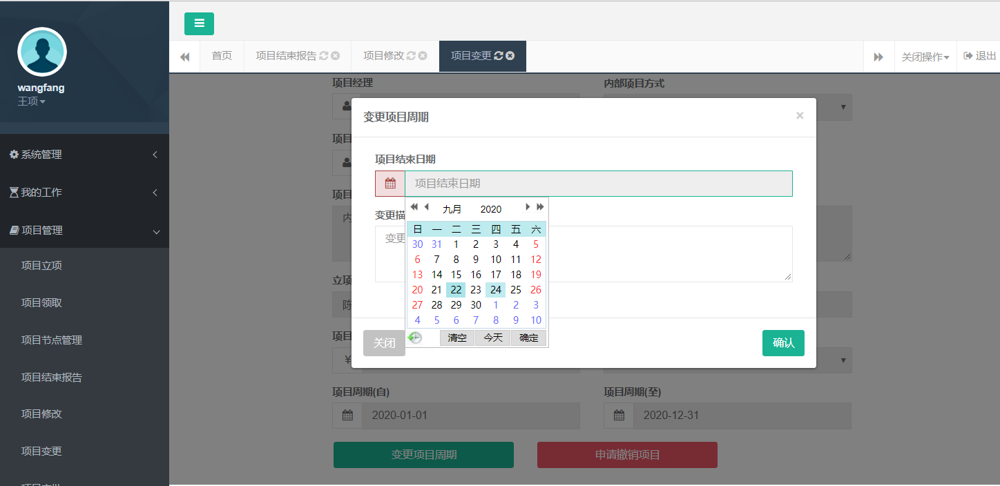 wangfang
王项
系统管理
我的工作
项目管理
项目立项
项目领取
项目节点管理
项目结束报告
项目修改
项目变更
首页
项目结束报告
项目修改
项目变更
关闭操作
退出
项目经理
内部项目方式
变更项目周期
×
项目
项目结束日期
项目结束日期
项目
变更描
内
变更
九月 2020
日 一 二 三 四 五 六
30 31 1 2 3 4 5
6 7 8 9 10 11 12
13 14 15 16 17 18 19
20 21 22 23 24 25 26
27 28 29 30 1 2 3
4 5 6 7 8 9 10
清空 今天 确定
立项
陈
项目
¥
关闭
确认
项目周期(自)
项目周期(至)
2020-01-01
2020-12-31
变更项目周期
申请撤销项目